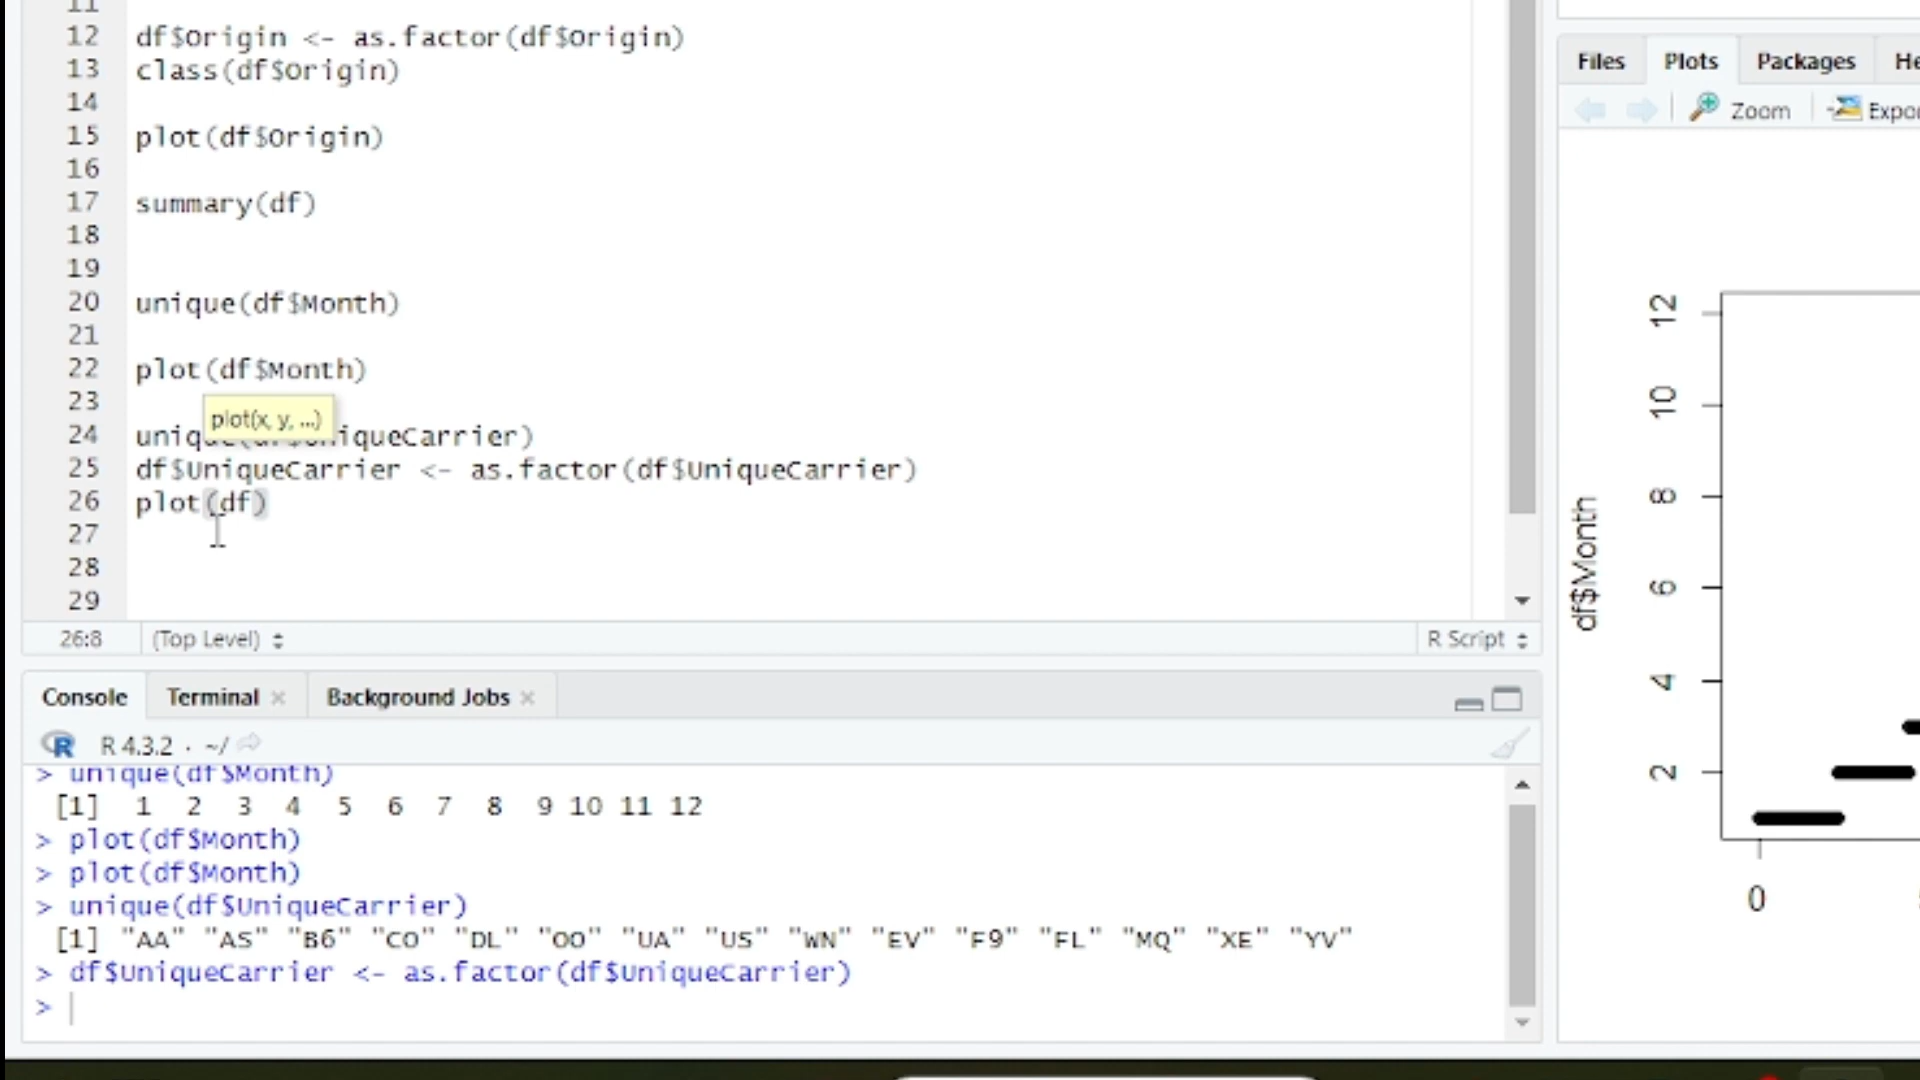 11
12 df$Origin <- as.factor(df$Origin)
13 class(df$Origin)
14
15 plot(df$Origin)
16
17 summary(df)
18
19
20 unique(df$Month)
21
22 plot(df$Month)
23
plot(x, y, ...)
24 unique(df$UniqueCarrier)
25 df$UniqueCarrier <- as.factor(df$UniqueCarrier)
26 plot(df)
27
28
29
26:8 (Top Level) R Script
Console Terminal Background Jobs
R 4.3.2 · ~/
> unique(df$Month)
[1] 1 2 3 4 5 6 7 8 9 10 11 12
> plot(df$Month)
> plot(df$Month)
> unique(df$UniqueCarrier)
[1] "AA" "AS" "B6" "CO" "DL" "OO" "UA" "US" "WN" "EV" "F9" "FL" "MQ" "XE" "YV"
> df$UniqueCarrier <- as.factor(df$UniqueCarrier)
>
Files Plots Packages He
Zoom Expor
df$Month
12
10
8
6
4
2
0